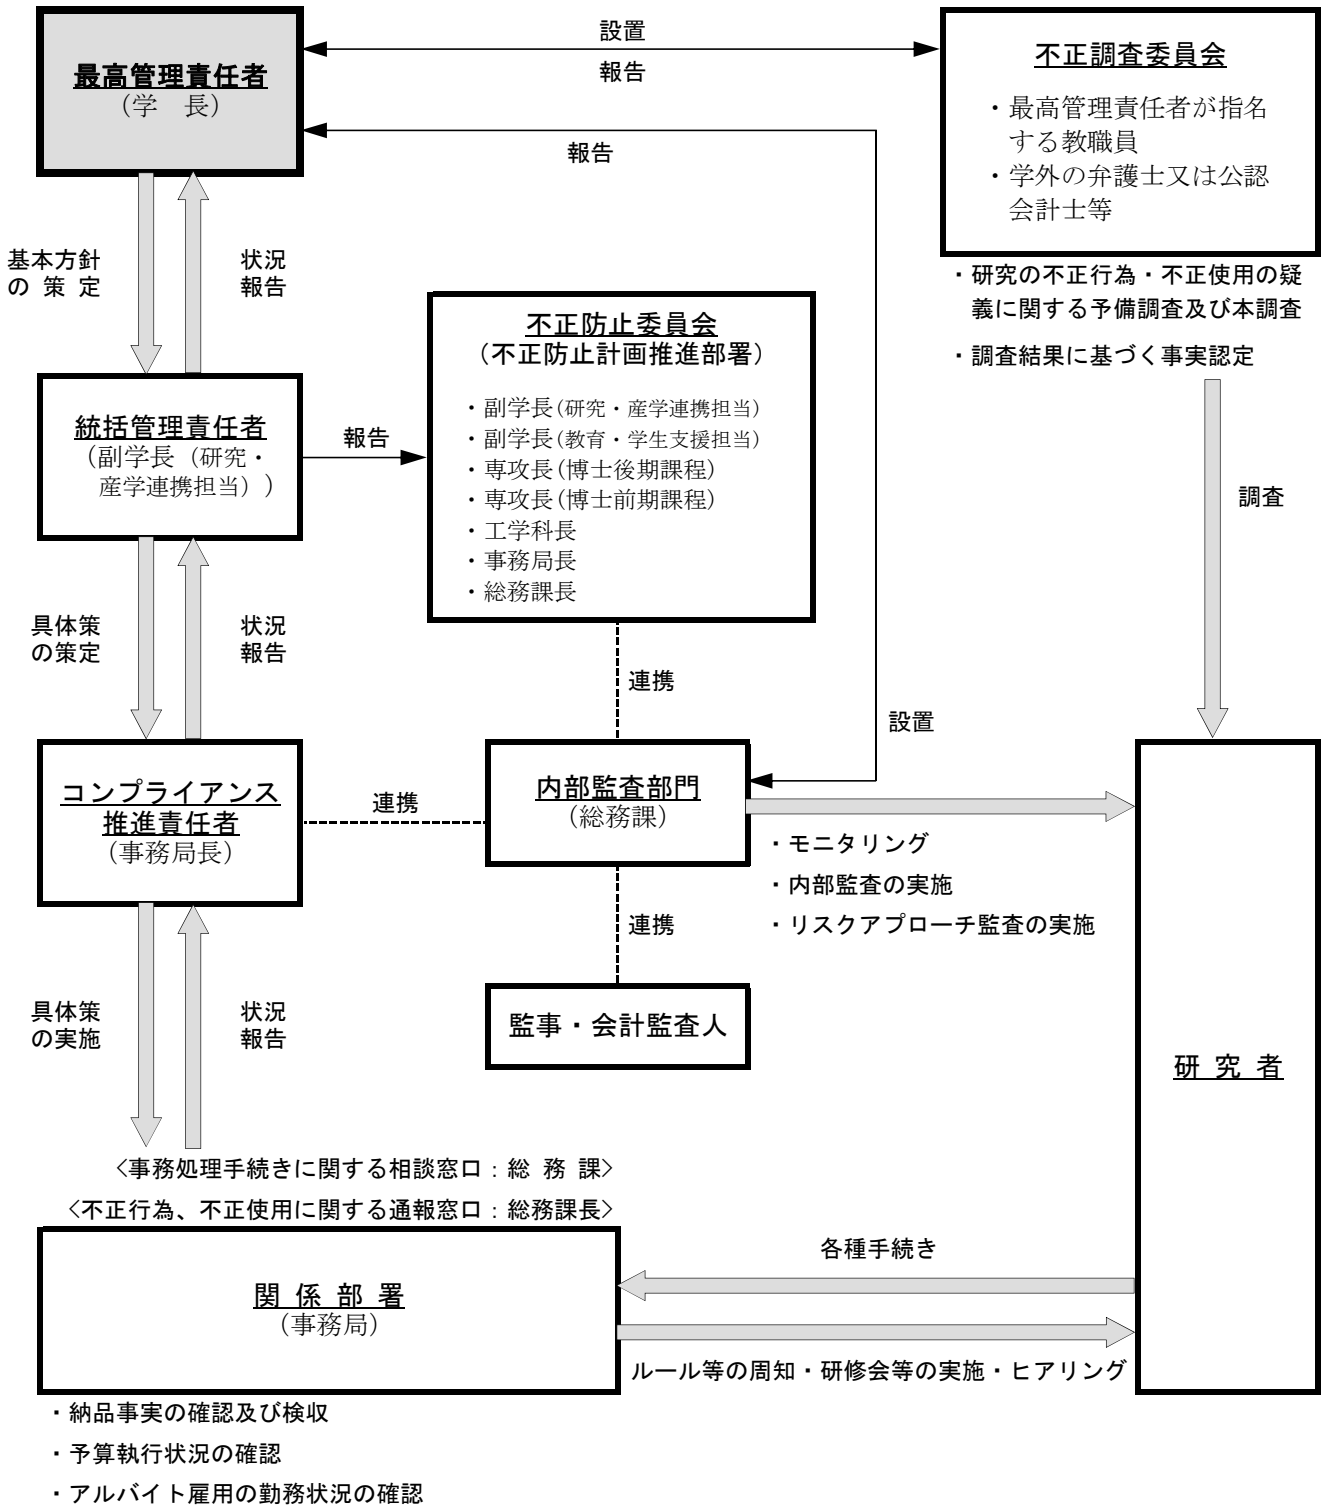 設置
報告
最高管理責任者
（学　長）
報告
不正調査委員会
・最高管理責任者が指名
する教職員
・学外の弁護士又は公認
会計士等
・研究の不正行為・不正使用の疑
義に関する予備調査及び本調査
・調査結果に基づく事実認定
基本方針
の 策 定
状況
報告
不正防止委員会
（不正防止計画推進部署）
・副学長（研究・産学連携担当）
・副学長（教育・学生支援担当）
・専攻長（博士後期課程）
・専攻長（博士前期課程）
・工学科長
・事務局長
・総務課長
統括管理責任者
（副学長（研究・
産学連携担当））
報告
調査
具体策
の策定
状況
報告
連携
設置
コンプライアンス
推進責任者
（事務局長）
連携
内部監査部門
（総務課）
・モニタリング
・内部監査の実施
・リスクアプローチ監査の実施
連携
監事・会計監査人
具体策
の実施
状況
報告
研 究 者
〈事務処理手続きに関する相談窓口：総 務 課〉
〈不正行為、不正使用に関する通報窓口：総務課長〉
関 係 部 署
（事務局）
各種手続き
ルール等の周知・研修会等の実施・ヒアリング
・納品事実の確認及び検収
・予算執行状況の確認
・アルバイト雇用の勤務状況の確認